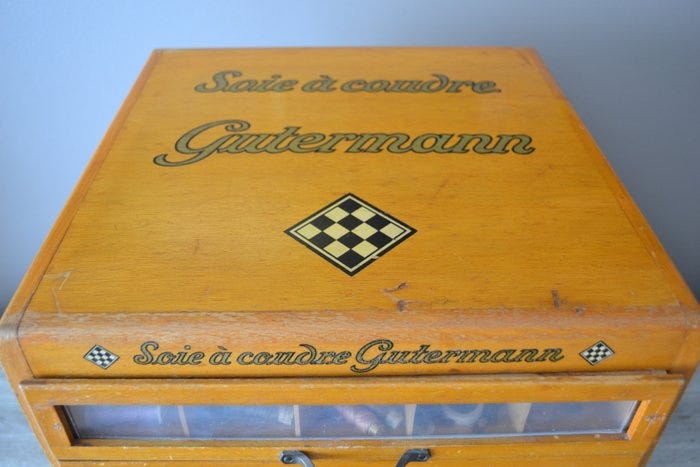 Soie à coudre
Gutermann
Soie à coudre Gutermann